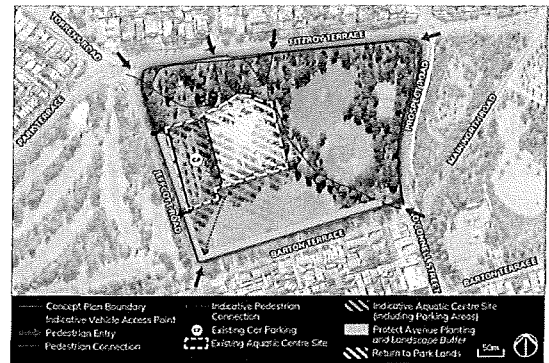 TORRENS ROAD
FITZROY TERRACE
PARK TERRACE
PROSPECT ROAD
MAIN NORTH ROAD
JEFFCOTT ROAD
BARTON TERRACE
O'CONNELL STREET
BARTON TERRACE
Concept Plan Boundary
Indicative Vehicle Access Point
Pedestrian Entry
Pedestrian Connection
Indicative Pedestrian
Connection
Existing Car Parking
Existing Aquatic Centre Site
Indicative Aquatic Centre Site
(including Parking Areas)
Protect Avenue Planting
and Landscape Buffer
Return to Park Lands
50m